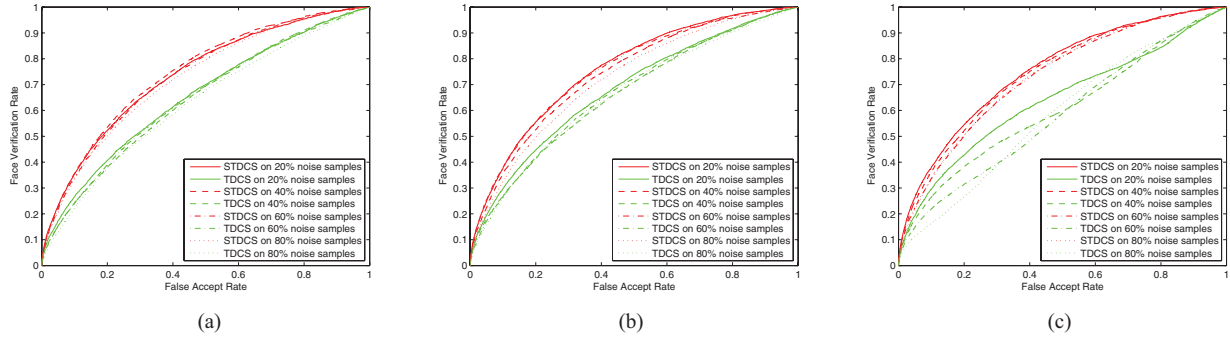 1
0.9
0.8
0.7
0.6
0.5
0.4
0.3
0.2
0.1
0
Face Verification Rate
STDCS on 20% noise samples
TDCS on 20% noise samples
STDCS on 40% noise samples
TDCS on 40% noise samples
STDCS on 60% noise samples
TDCS on 60% noise samples
STDCS on 80% noise samples
TDCS on 80% noise samples
0 0.2 0.4 0.6 0.8 1
False Accept Rate
(a)
1
0.9
0.8
0.7
0.6
0.5
0.4
0.3
0.2
0.1
0
Face Verification Rate
STDCS on 20% noise samples
TDCS on 20% noise samples
STDCS on 40% noise samples
TDCS on 40% noise samples
STDCS on 60% noise samples
TDCS on 60% noise samples
STDCS on 80% noise samples
TDCS on 80% noise samples
0 0.2 0.4 0.6 0.8 1
False Accept Rate
(b)
1
0.9
0.8
0.7
0.6
0.5
0.4
0.3
0.2
0.1
0
Face Verification Rate
STDCS on 20% noise samples
TDCS on 20% noise samples
STDCS on 40% noise samples
TDCS on 40% noise samples
STDCS on 60% noise samples
TDCS on 60% noise samples
STDCS on 80% noise samples
TDCS on 80% noise samples
0 0.2 0.4 0.6 0.8 1
False Accept Rate
(c)